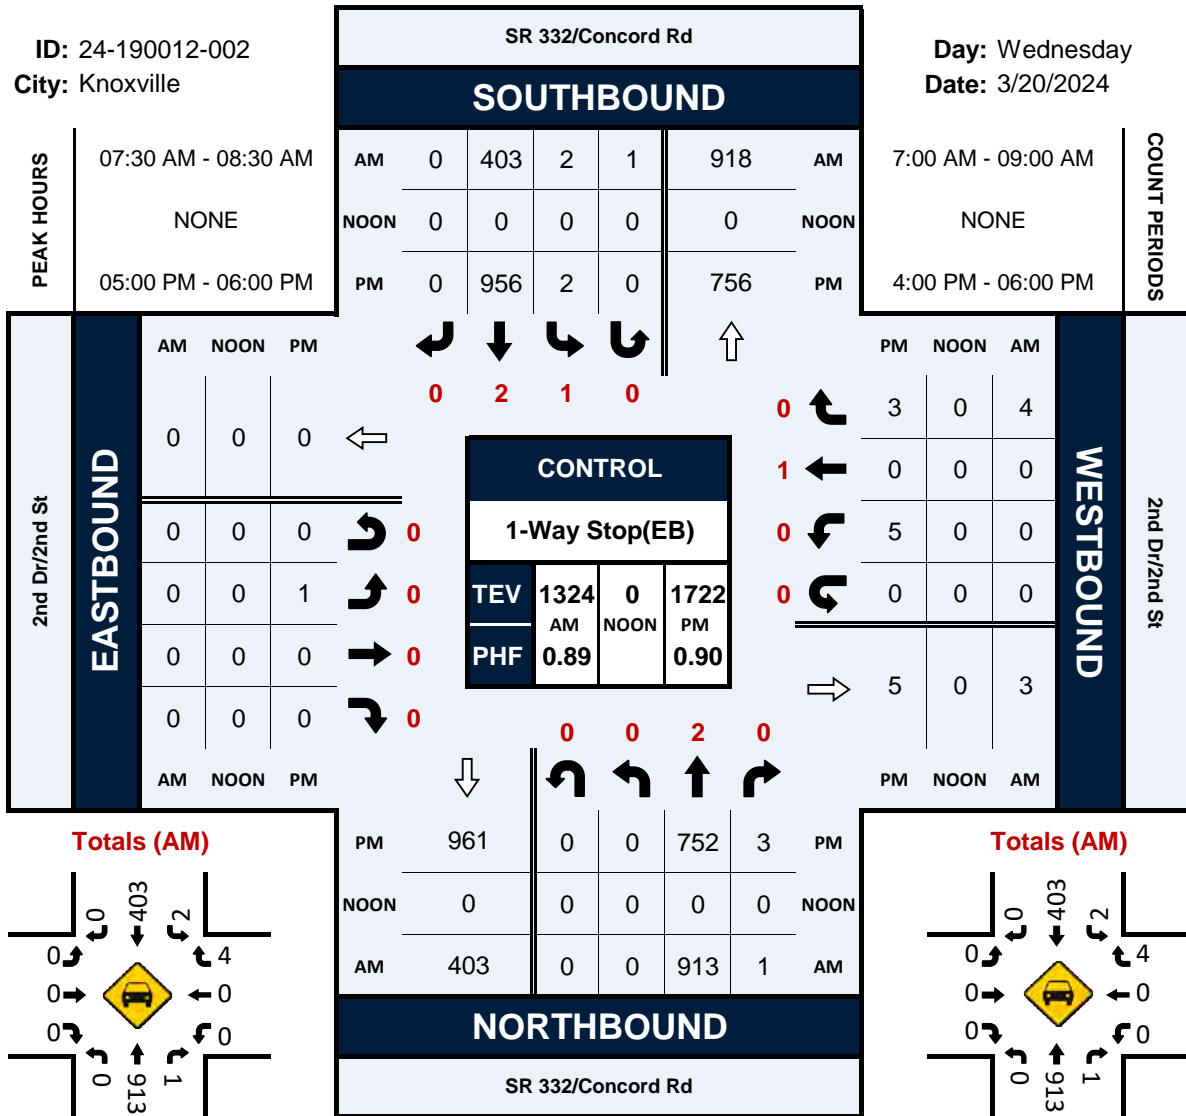 SR 332/Concord Rd
ID: 24-190012-002
City: Knoxville
Day: Wednesday
Date: 3/20/2024
SOUTHBOUND
PEAK HOURS
07:30 AM - 08:30 AM
NONE
05:00 PM - 06:00 PM
AM 0 403 2 1 918 AM
NOON 0 0 0 0 0 NOON
PM 0 956 2 0 756 PM
7:00 AM - 09:00 AM
NONE
4:00 PM - 06:00 PM
COUNT PERIODS
0 2 1 0
2nd Dr/2nd St
EASTBOUND
AM NOON PM
0 0 0
0 0 0 0
0 0 1 0
0 0 0 0
0 0 0 0
AM NOON PM
CONTROL
1-Way Stop(EB)
TEV 1324 0 1722
AM NOON PM
PHF 0.89 0.90
PM NOON AM
0 3 0 4
1 0 0 0
0 5 0 0
0 0 0 0
5 0 3
PM NOON AM
WESTBOUND
2nd Dr/2nd St
0 0 2 0
PM 961 0 0 752 3 PM
NOON 0 0 0 0 0 NOON
AM 403 0 0 913 1 AM
NORTHBOUND
SR 332/Concord Rd
Totals (AM)
0 403 2
0 4
0 0
0 0
0 913 1
Totals (AM)
0 403 2
0 4
0 0
0 0
0 913 1